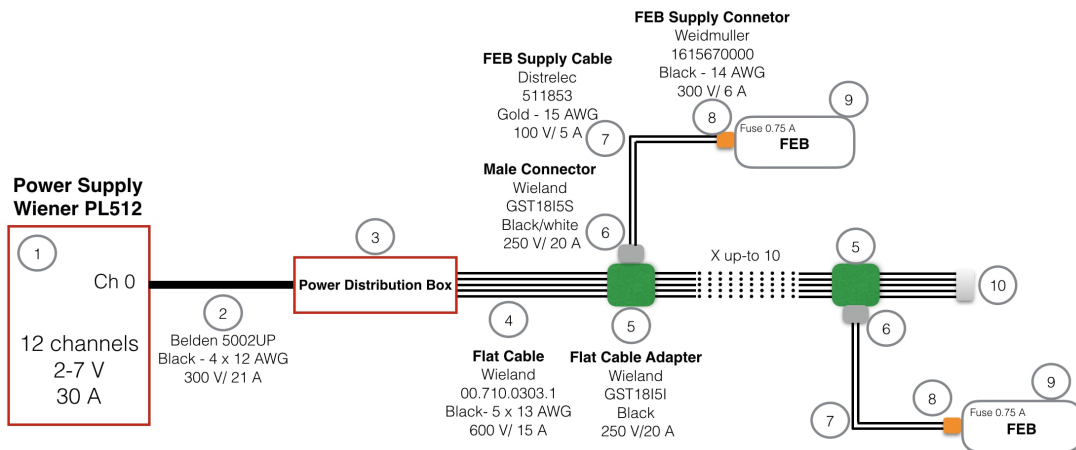 FEB Supply Connetor
Weidmuller
1615670000
Black - 14 AWG
300 V/ 6 A
FEB Supply Cable
Distrelec
511853
Gold - 15 AWG
100 V/ 5 A
7
8
9
Fuse 0.75 A
FEB
Male Connector
Wieland
GST18I5S
Black/white
250 V/ 20 A
6
Power Supply
Wiener PL512
1
Ch 0
12 channels
2-7 V
30 A
2
Belden 5002UP
Black - 4 x 12 AWG
300 V/ 21 A
3
Power Distribution Box
4
Flat Cable
Wieland
00.710.0303.1
Black- 5 x 13 AWG
600 V/ 15 A
5
Flat Cable Adapter
Wieland
GST18I5I
Black
250 V/20 A
X up-to 10
5
10
6
7
8
9
Fuse 0.75 A
FEB